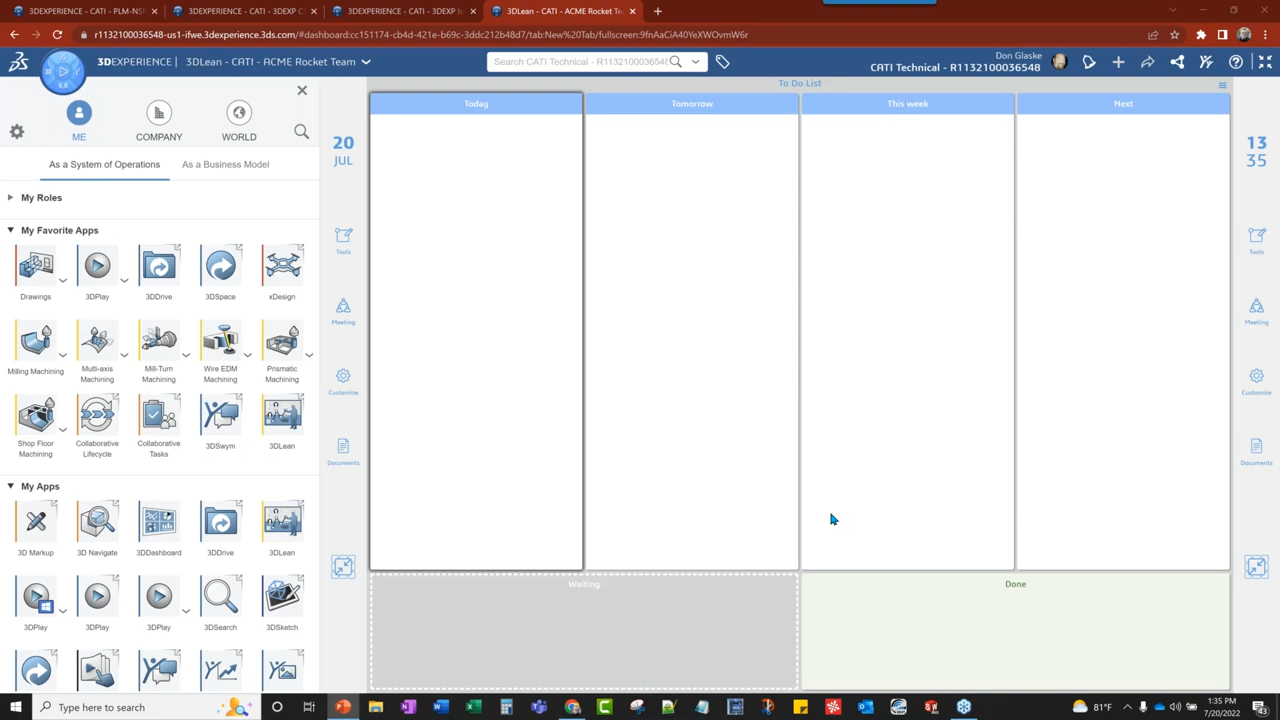 3DEXPERIENCE - CATI - PLM-NSF
3DEXPERIENCE - CATI - 3DEXP C
3DEXPERIENCE - CATI - 3DEXP b
3DLean - CATI - ACME Rocket Te
r1132100036548-us1-ifwe.3dexperience.3ds.com/#dashboard:cc151174-cb4d-421e-b69c-3ddc212b48d7/tab:New%20Tab/fullscreen:9fnAaCiA40YeXWOvmW6r
V,R
3DEXPERIENCE | 3DLean - CATI - ACME Rocket Team
Search CATI Technical - R1132100036548
Don Glaske
CATI Technical - R1132100036548
ME
COMPANY
WORLD
As a System of Operations
As a Business Model
My Roles
My Favorite Apps
Drawings
3DPlay
3DDrive
3DSpace
xDesign
Milling Machining
Multi-axis Machining
Mill-Turn Machining
Wire EDM Machining
Prismatic Machining
Shop Floor Machining
Collaborative Lifecycle
Collaborative Tasks
3DSwym
3DLean
My Apps
3D Markup
3D Navigate
3DDashboard
3DDrive
3DLean
3DPlay
3DPlay
3DPlay
3DSearch
3DSketch
20
JUL
Tools
Meeting
Customize
Documents
To Do List
Today
Tomorrow
This week
Next
Waiting
Done
13
35
Tools
Meeting
Customize
Documents
Type here to search
81°F
1:35 PM
7/20/2022